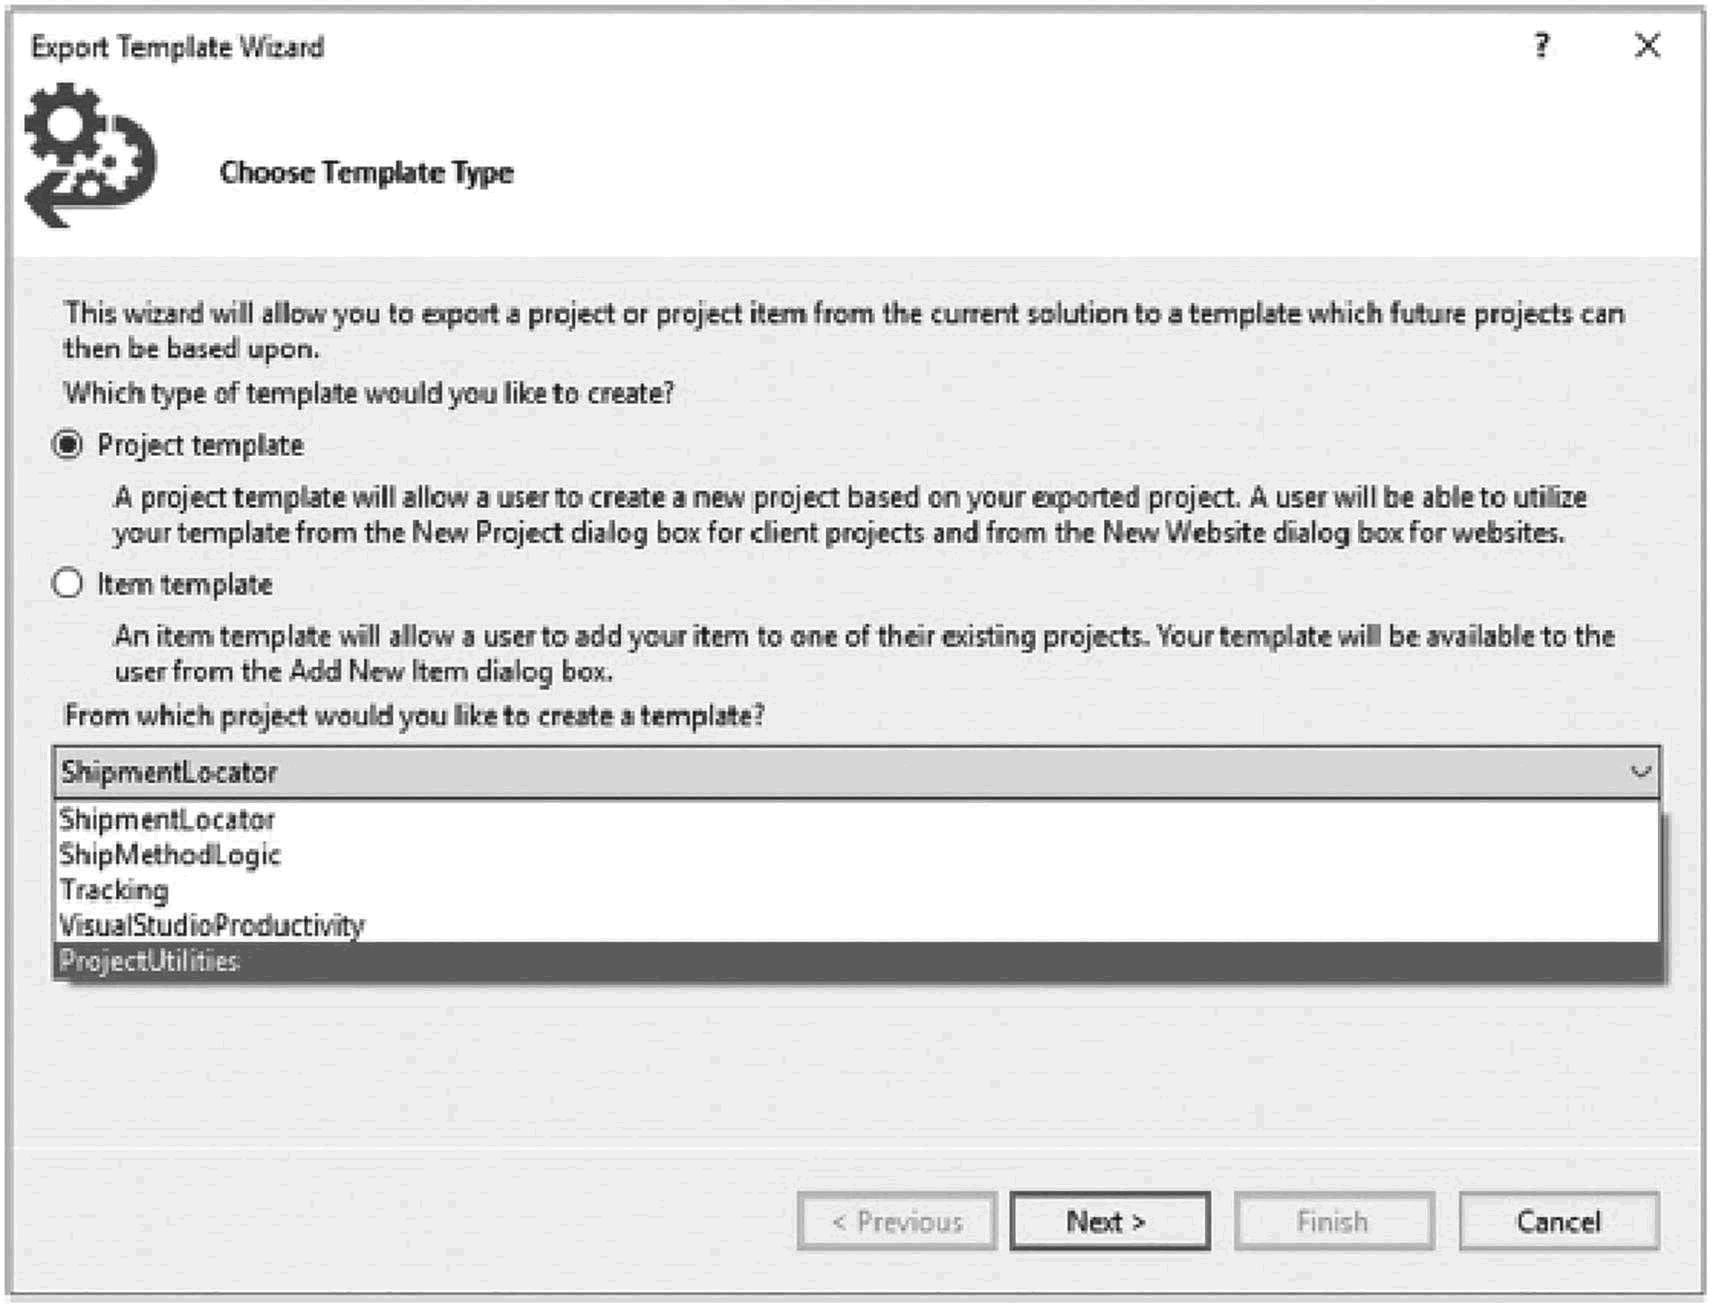 Export Template Wizard
?
Choose Template Type
This wizard will allow you to export a project or project item from the current solution to a template which future projects can
then be based upon.
Which type of template would you like to create?
Project template
A project template will allow a user to create a new project based on your exported project. A user will be able to utilize
your template from the New Project dialog box for client projects and from the New Website dialog box for websites.
Item template
An item template will allow a user to add your item to one of their existing projects. Your template will be available to the
user from the Add New Item dialog box.
From which project would you like to create a template?
ShipmentLocator
ShipmentLocator
ShipMethodLogic
Tracking
VisualStudioProductivity
ProjectUtilities
< Previous Next > Finish Cancel